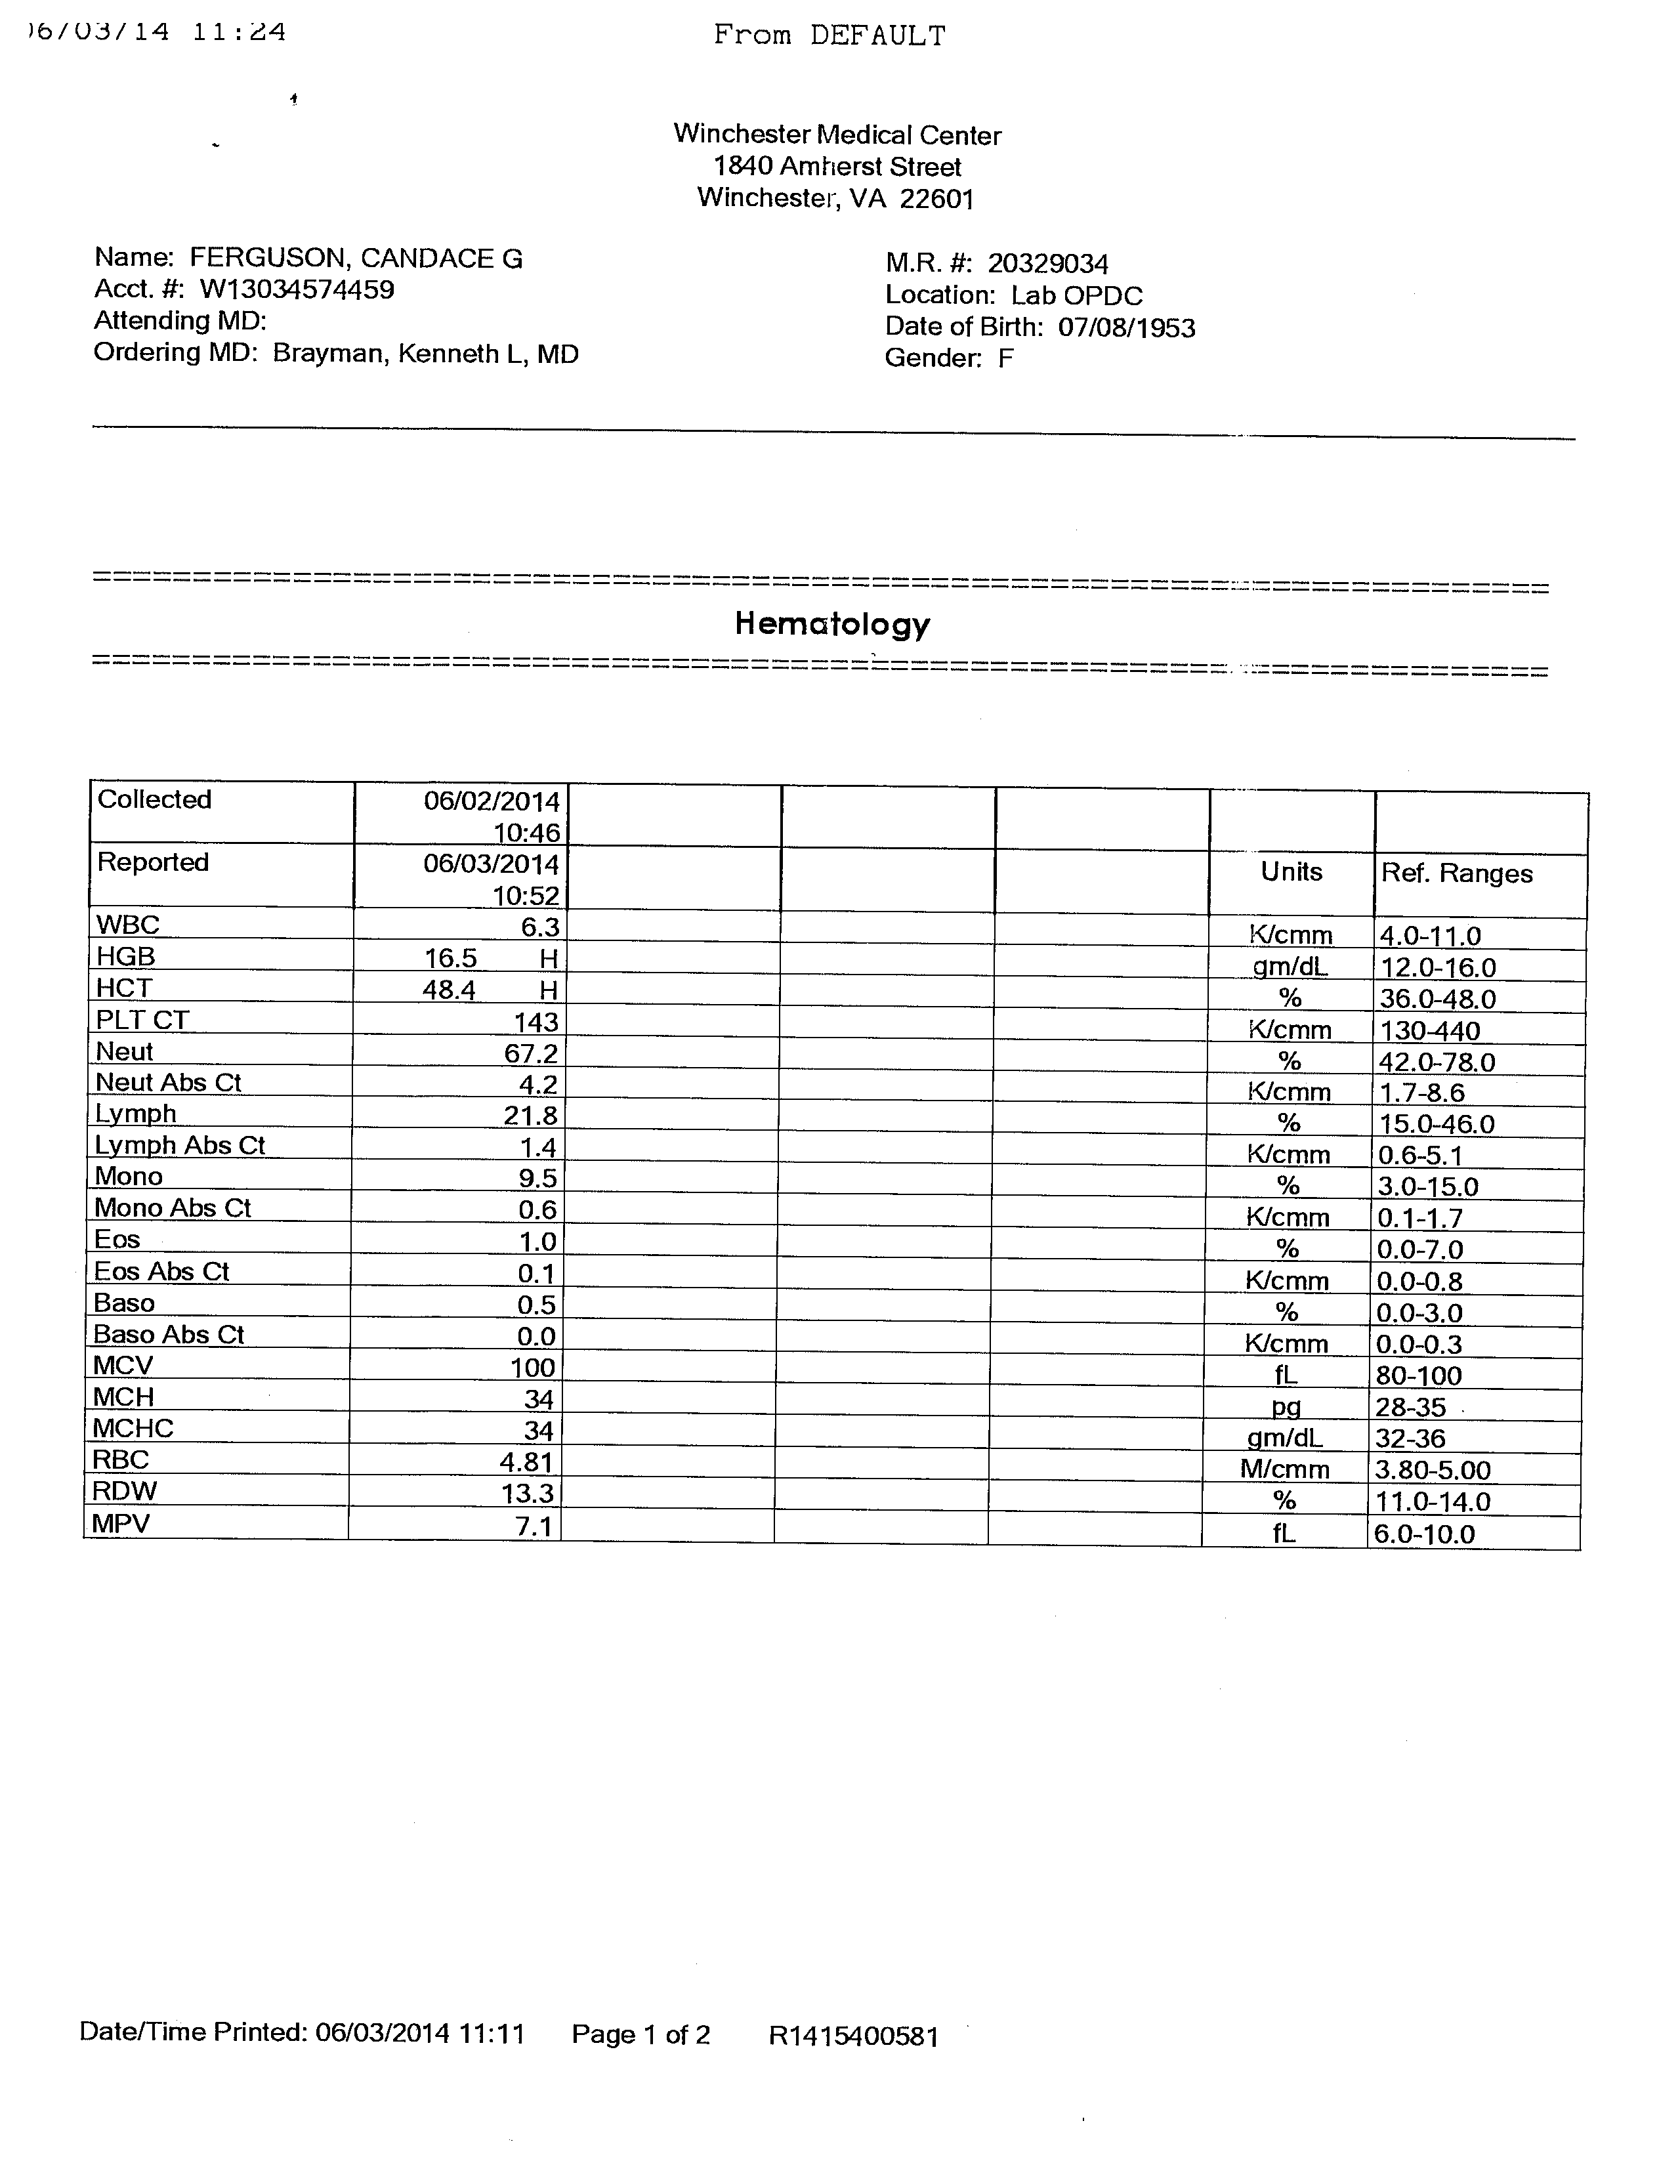 06/03/14 11:24 From DEFAULT
Winchester Medical Center
1840 Amherst Street
Winchester, VA 22601
Name: FERGUSON, CANDACE G M.R. #: 20329034
Acct. #: W13034574459 Location: Lab OPDC
Attending MD: Date of Birth: 07/08/1953
Ordering MD: Brayman, Kenneth L, MD Gender: F
Hematology
Collected 06/02/2014
10:46
Reported 06/03/2014 Units Ref. Ranges
10:52
WBC 6.3 K/cmm 4.0-11.0
HGB 16.5 H gm/dL 12.0-16.0
HCT 48.4 H % 36.0-48.0
PLT CT 143 K/cmm 130-440
Neut 67.2 % 42.0-78.0
Neut Abs Ct 4.2 K/cmm 1.7-8.6
Lymph 21.8 % 15.0-46.0
Lymph Abs Ct 1.4 K/cmm 0.6-5.1
Mono 9.5 % 3.0-15.0
Mono Abs Ct 0.6 K/cmm 0.1-1.7
Eos 1.0 % 0.0-7.0
Eos Abs Ct 0.1 K/cmm 0.0-0.8
Baso 0.5 % 0.0-3.0
Baso Abs Ct 0.0 K/cmm 0.0-0.3
MCV 100 fL 80-100
MCH 34 pg 28-35
MCHC 34 gm/dL 32-36
RBC 4.81 M/cmm 3.80-5.00
RDW 13.3 % 11.0-14.0
MPV 7.1 fL 6.0-10.0
Date/Time Printed: 06/03/2014 11:11 Page 1 of 2 R1415400581